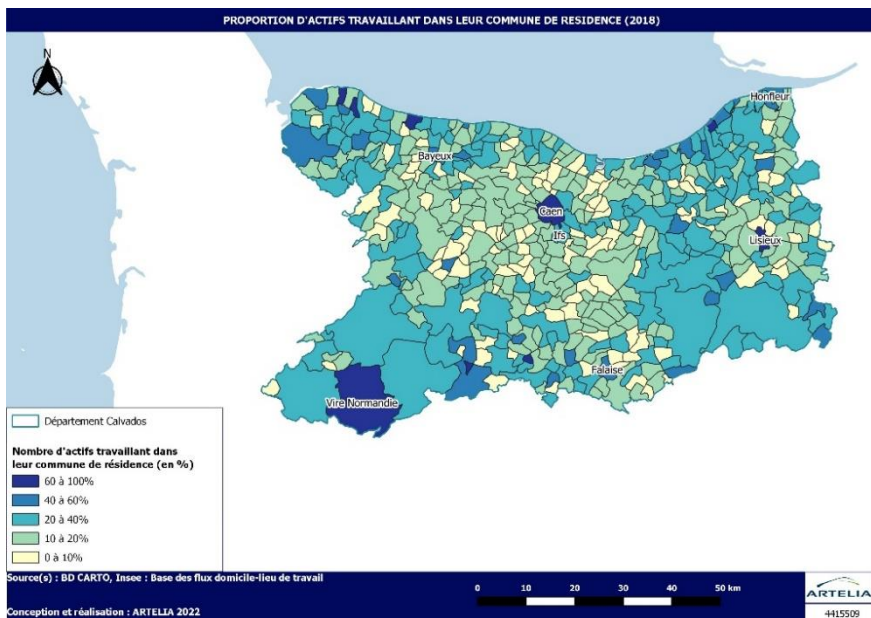 PROPORTION D'ACTIFS TRAVAILLANT DANS LEUR COMMUNE DE RESIDENCE (2018)
N
Honfleur
Bayeux
Caen
Ifs
Lisieux
Falaise
Vire Normandie
Département Calvados
Nombre d'actifs travaillant dans
leur commune de résidence (en %)
60 à 100%
40 à 60%
20 à 40%
10 à 20%
0 à 10%
Source(s) : BD CARTO, Insee : Base des flux domicile-lieu de travail
0 10 20 30 40 50 km
Conception et réalisation : ARTELIA 2022
ARTELIA
4415509